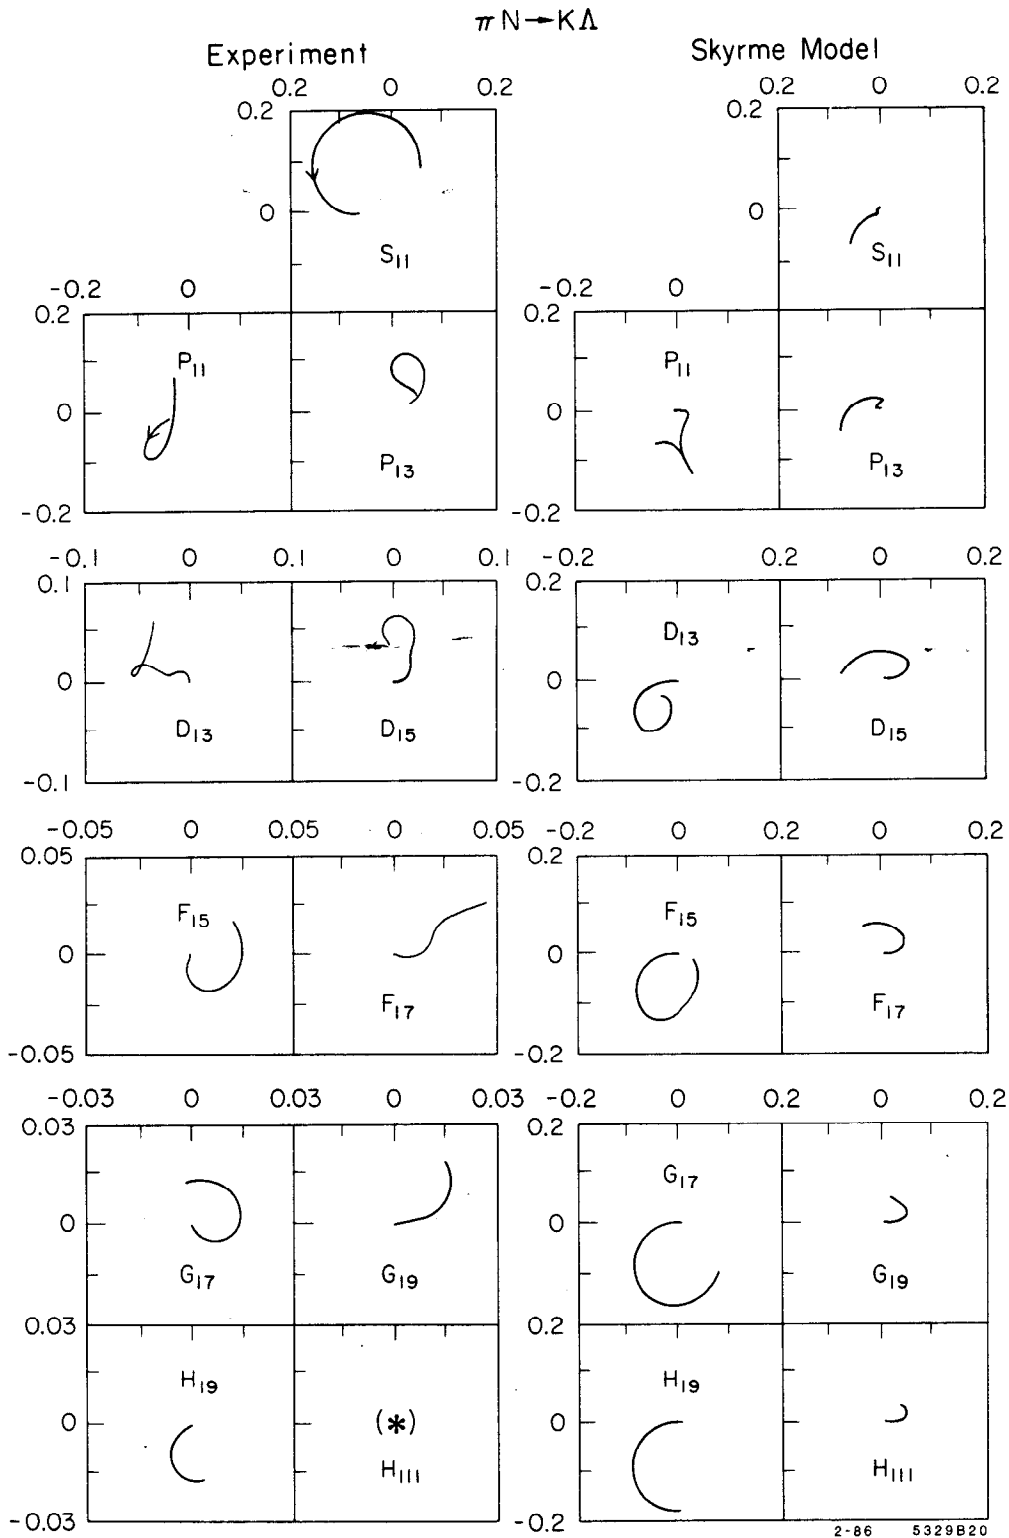 πN→KΛ
Experiment Skyrme Model
0.2 0 0.2 0.2 0 0.2
0.2 0.2
0 0
S11 S11
-0.2 0 -0.2 0
0.2 0.2
P11 P11
0 0
P13 P13
-0.2 -0.2
-0.1 0 0.1 0 0.1 -0.2 0 0.2 0 0.2
0.1 0.2
D13
0 0
D13 D15 D15
-0.1 -0.2
-0.05 0 0.05 0 0.05 -0.2 0 0.2 0 0.2
0.05 0.2
F15 F15
0 0
F17 F17
-0.05 -0.2
-0.03 0 0.03 0 0.03 -0.2 0 0.2 0 0.2
0.03 0.2
G17
0 0
G17 G19 G19
0.03 0.2
H19 H19
0 (*) 0
H111 H111
-0.03 -0.2
2-86 5329B20